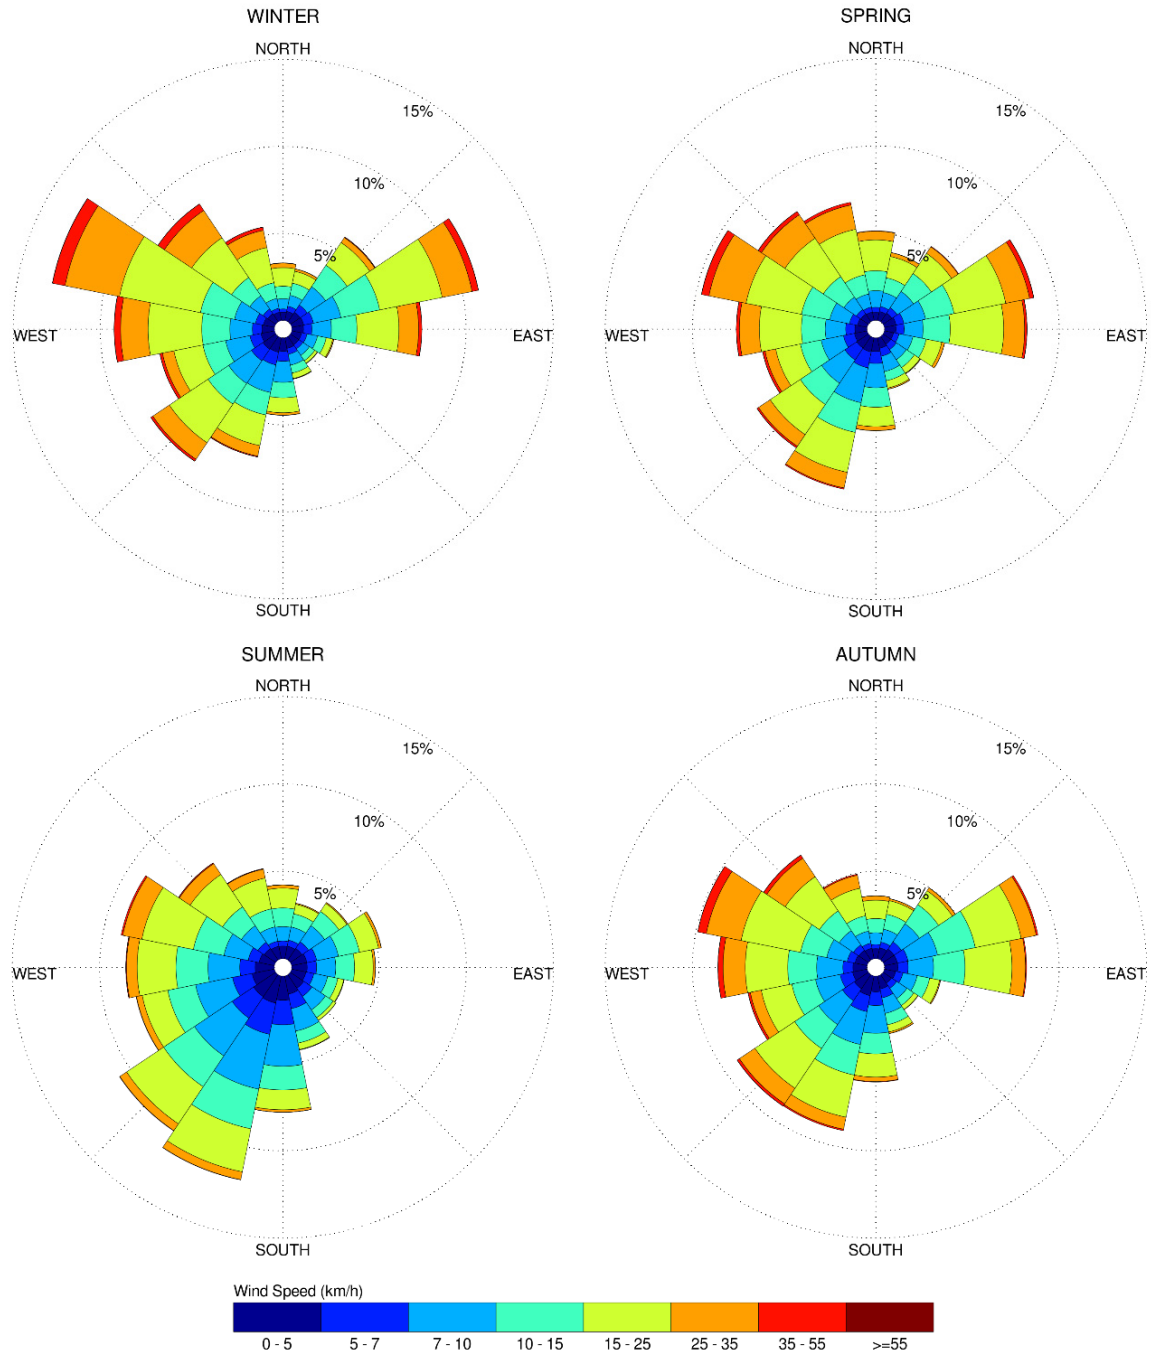 WINTER
SPRING
NORTH
NORTH
15%
15%
10%
10%
5%
5%
WEST
EAST
WEST
EAST
SOUTH
SOUTH
SUMMER
AUTUMN
NORTH
NORTH
15%
15%
10%
10%
5%
5%
WEST
EAST
WEST
EAST
SOUTH
SOUTH
Wind Speed (km/h)
0 - 5 5 - 7 7 - 10 10 - 15 15 - 25 25 - 35 35 - 55 >=55